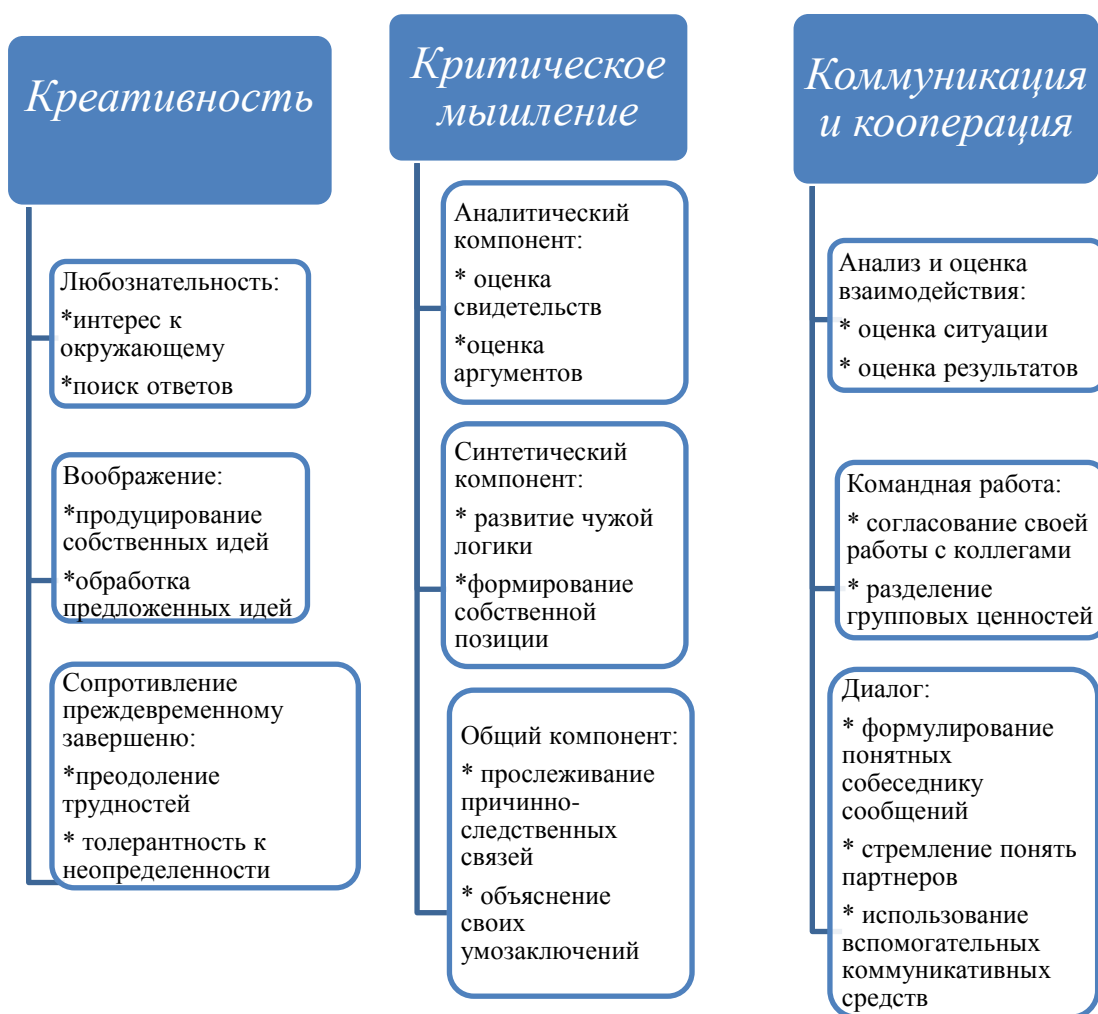 Креативность
Любознательность:
*интерес к
окружающему
*поиск ответов
Воображение:
*продуцирование
собственных идей
*обработка
предложенных идей
Сопротивление
преждевременному
завершеню:
*преодоление
трудностей
* толерантность к
неопределенности
Критическое
мышление
Аналитический
компонент:
* оценка
свидетельств
*оценка
аргументов
Синтетический
компонент:
* развитие чужой
логики
*формирование
собственной
позиции
Общий компонент:
* прослеживание
причинно-
следственных
связей
* объяснение
своих
умозаключений
Коммуникация
и кооперация
Анализ и оценка
взаимодействия:
* оценка ситуации
* оценка результатов
Командная работа:
* согласование своей
работы с коллегами
* разделение
групповых ценностей
Диалог:
* формулирование
понятных
собеседнику
сообщений
* стремление понять
партнеров
* использование
вспомогательных
коммуникативных
средств